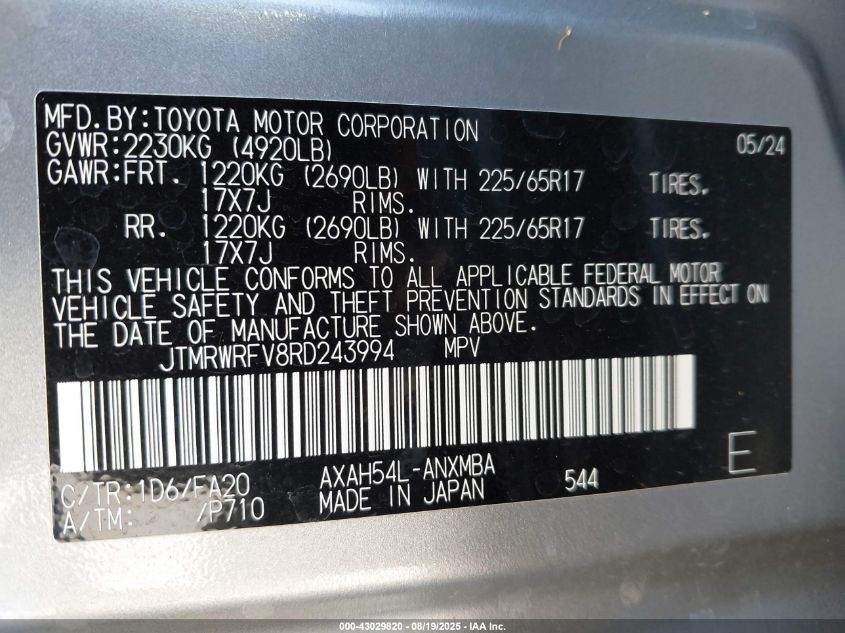 MFD.BY:TOYOTA MOTOR CORPORATION 05/24
GVWR:2230KG (4920LB)
GAWR:FRT. 1220KG (2690LB) WITH 225/65R17 TIRES.
17X7J RIMS.
RR. 1220KG (2690LB) WITH 225/65R17 TIRES.
17X7J RIMS.
THIS VEHICLE CONFORMS TO ALL APPLICABLE FEDERAL MOTOR
VEHICLE SAFETY AND THEFT PREVENTION STANDARDS IN EFFECT ON
THE DATE OF MANUFACTURE SHOWN ABOVE.
JTMRWRFV8RD243994 MPV
C/TR:1D6/FA20 AXAH54L-ANXMBA 544 E
A/TM: /P710 MADE IN JAPAN
000-43029820 - 08/19/2025 - IAA Inc.